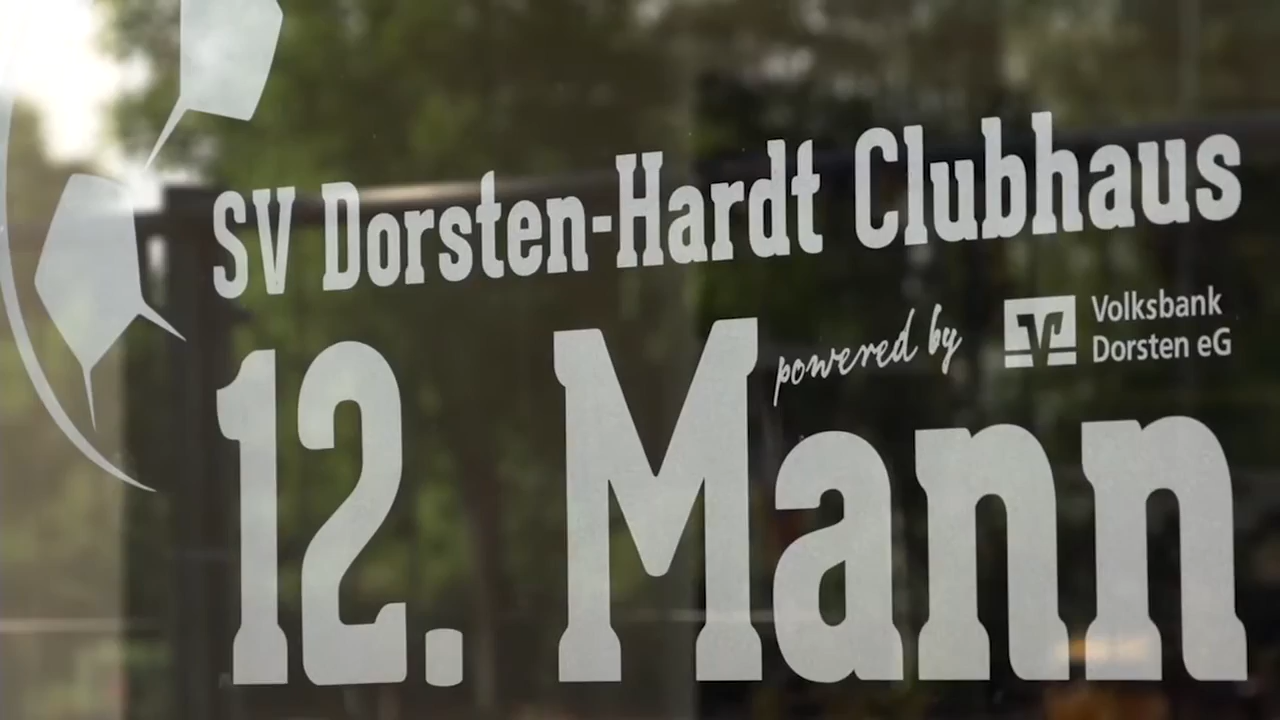 SV Dorsten-Hardt Clubhaus
12. Mann
powered by
Volksbank
Dorsten eG